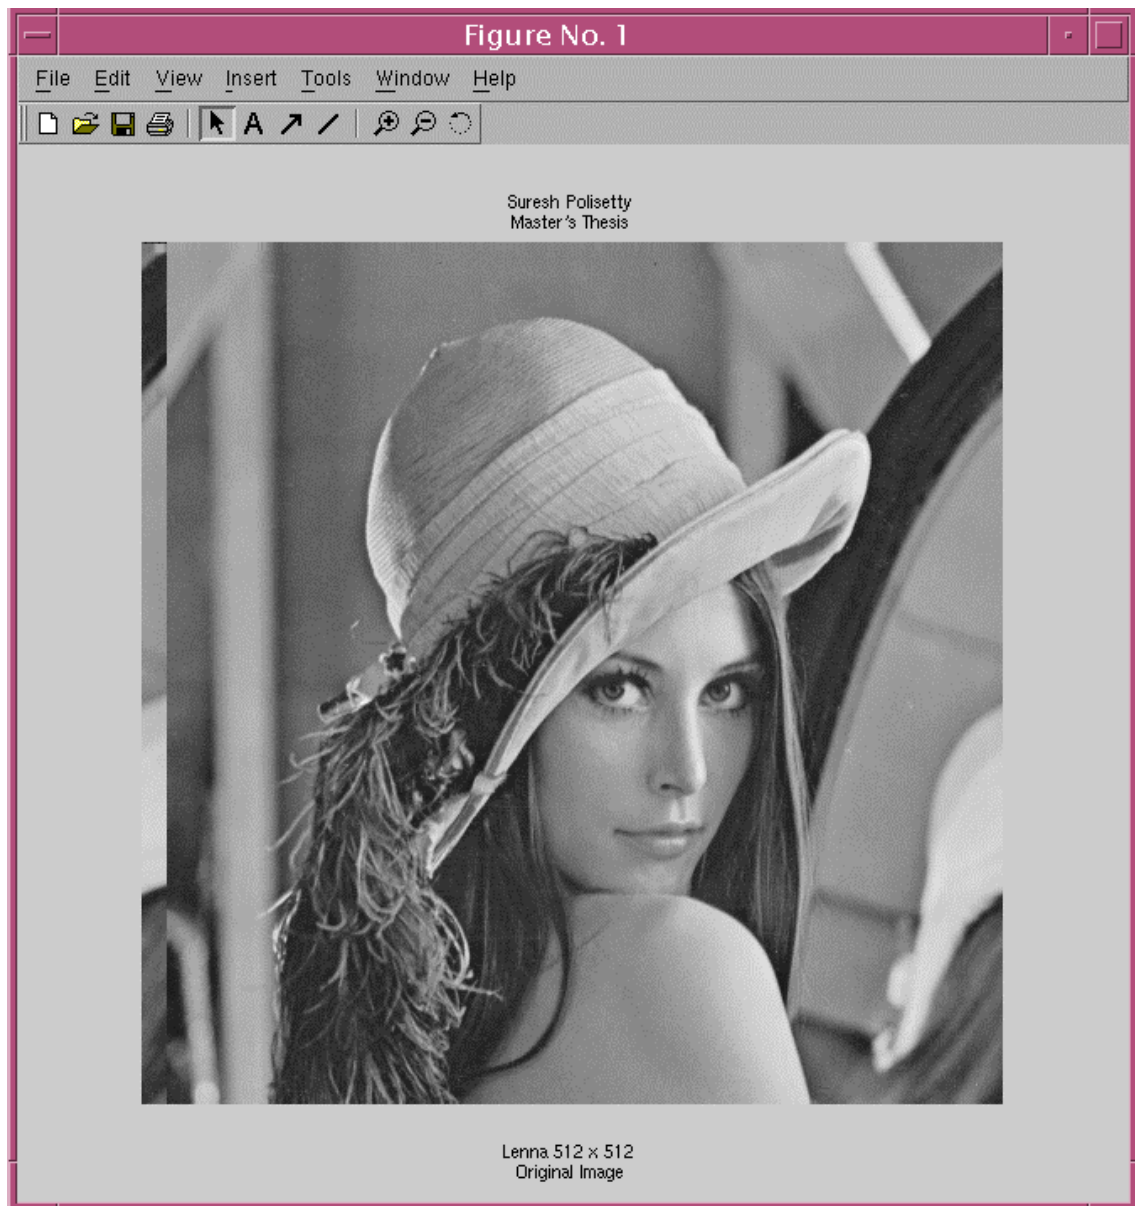 Figure No. 1
File Edit View Insert Tools Window Help
A
Suresh Polisetty
Master's Thesis
Lenna 512 x 512
Original Image